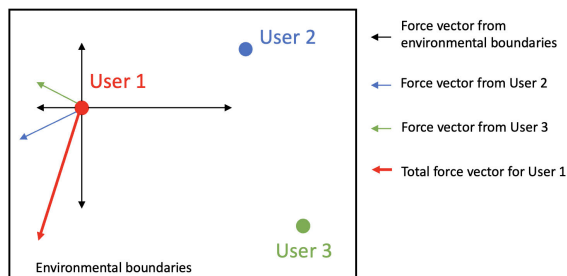 User 2
User 1
User 3
Environmental boundaries
Force vector from
environmental boundaries
Force vector from User 2
Force vector from User 3
Total force vector for User 1